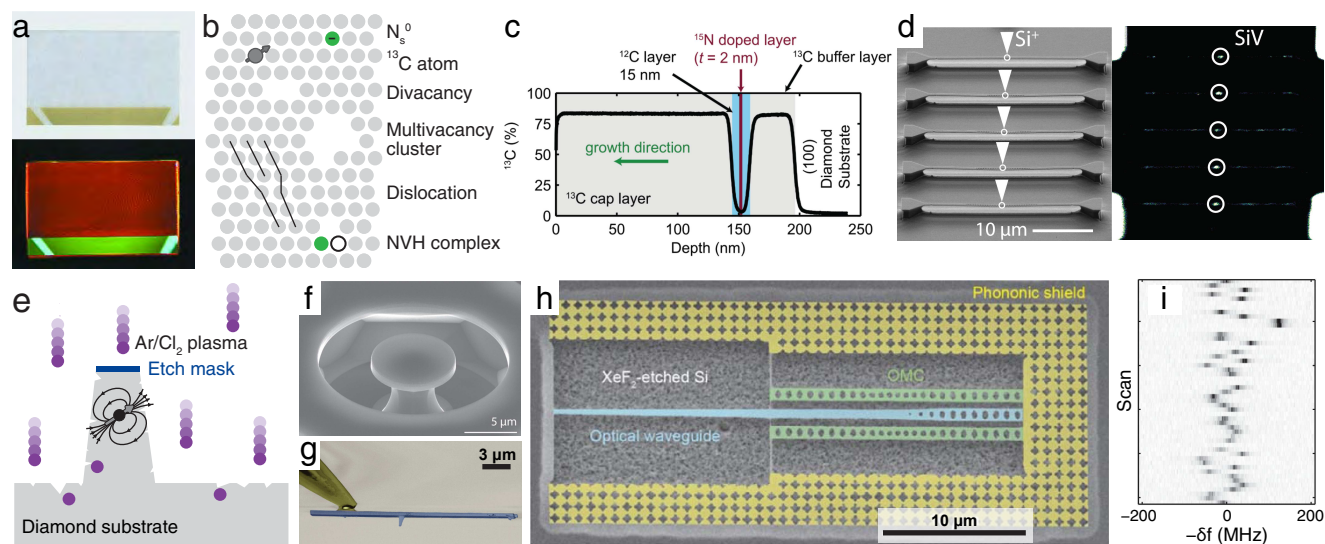 a
b
N_s^0
13C atom
Divacancy
Multivacancy
cluster
Dislocation
NVH complex
−
c
15N doped layer
(t = 2 nm)
12C layer
15 nm
13C buffer layer
13C (%)
100
75
50
25
0
growth direction
13C cap layer
(100)
Diamond
Substrate
0
50
100
150
200
250
Depth (nm)
d
Si+
10 µm
SiV
e
Ar/Cl2 plasma
Etch mask
Diamond substrate
f
5 µm
g
3 µm
h
Phononic shield
XeF2-etched Si
OMC
Optical waveguide
10 µm
i
Scan
−200
0
200
−δf (MHz)